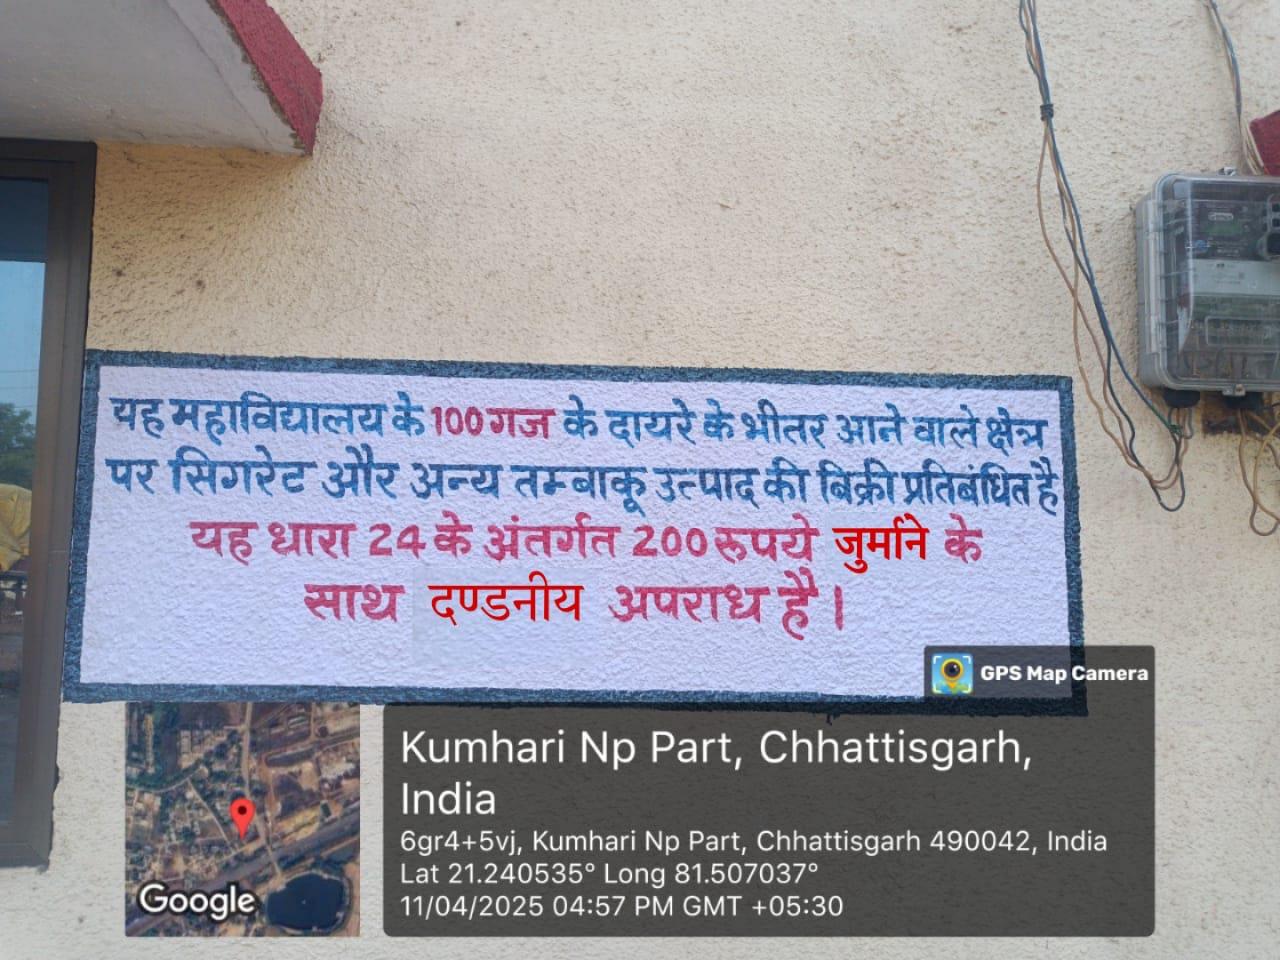 यह महाविद्यालय के 100 गज के दायरे के भीतर आने वाले क्षेत्र
पर सिगरेट और अन्य तम्बाकू उत्पाद की बिक्री प्रतिबंधित है
यह धारा 24 के अंतर्गत 200 रूपये जुर्माने के
साथ दण्डनीय अपराध है।
GPS Map Camera
Kumhari Np Part, Chhattisgarh,
India
6gr4+5vj, Kumhari Np Part, Chhattisgarh 490042, India
Lat 21.240535° Long 81.507037°
11/04/2025 04:57 PM GMT +05:30
Google